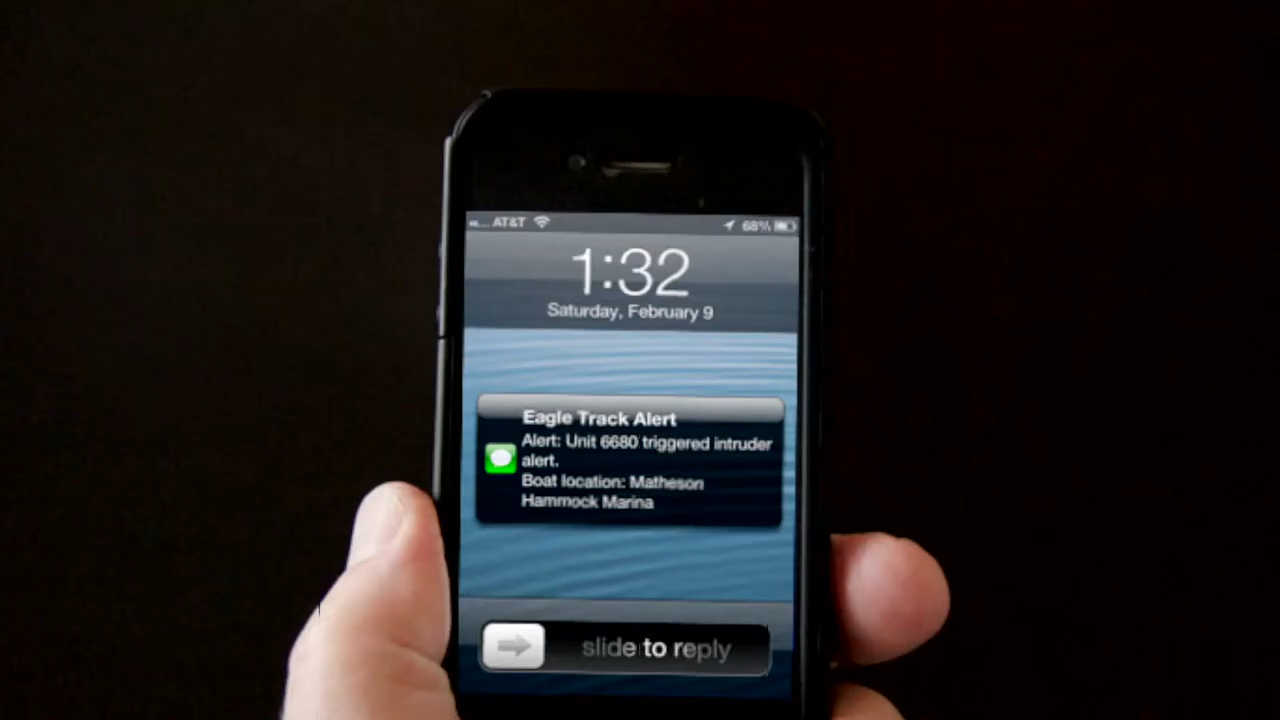 AT&T
68%
1:32
Saturday, February 9
Eagle Track Alert
Alert: Unit 6680 triggered intruder
alert.
Boat location: Matheson
Hammock Marina
slide to reply